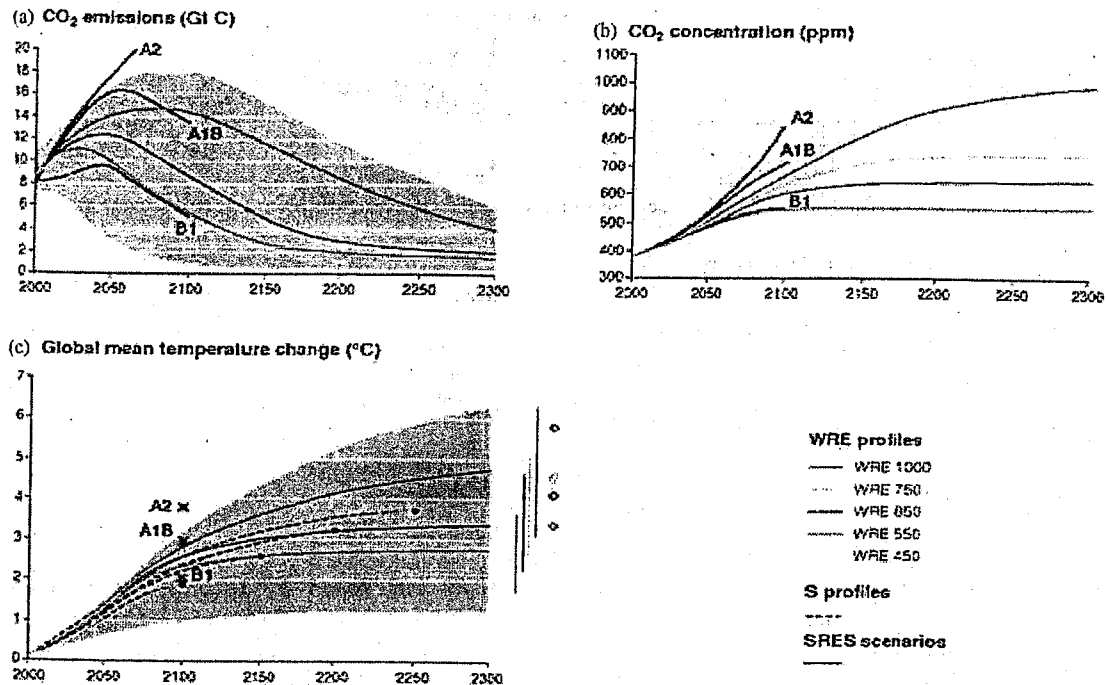 (a) CO₂ emissions (Gt C)
20
18
16
14
12
10
8
6
4
2
0
A2
A1B
B1
2000 2050 2100 2150 2200 2250 2300
(b) CO₂ concentration (ppm)
1100
1000
900
800
700
600
500
400
300
A2
A1B
B1
2000 2050 2100 2150 2200 2250 2300
(c) Global mean temperature change (°C)
7
6
5
4
3
2
1
0
A2
A1B
B1
2000 2050 2100 2150 2200 2250 2300
WRE profiles
WRE 1000
WRE 750
WRE 650
WRE 550
WRE 450
S profiles
SRES scenarios